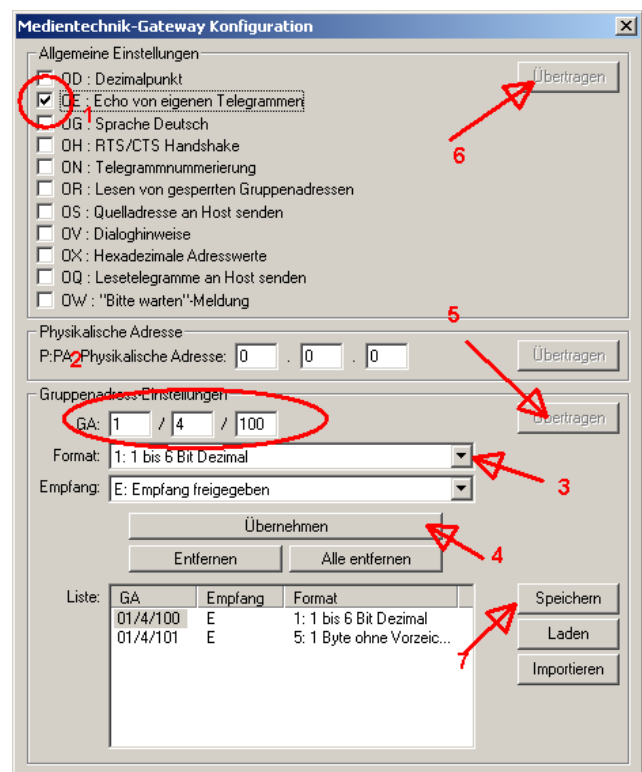 Medientechnik-Gateway Konfiguration
Allgemeine Einstellungen
OD : Dezimalpunkt
Übertragen
OE : Echo von eigenen Telegrammen
1
OG : Sprache Deutsch
OH : RTS/CTS Handshake
6
ON : Telegrammnummerierung
OR : Lesen von gesperrten Gruppenadressen
OS : Quelladresse an Host senden
OV : Dialoghinweise
OX : Hexadezimale Adresswerte
OQ : Lesetelegramme an Host senden
OW : "Bitte warten"-Meldung
5
Physikalische Adresse
P:PA, Physikalische Adresse: 0 . 0 . 0
Übertragen
2
Gruppenadress-Einstellungen
GA: 1 / 4 / 100
Übertragen
Format: 1: 1 bis 6 Bit Dezimal
3
Empfang: E: Empfang freigegeben
Übernehmen
4
Entfernen Alle entfernen
Liste: GA Empfang Format
Speichern
01/4/100 E 1: 1 bis 6 Bit Dezimal
01/4/101 E 5: 1 Byte ohne Vorzeic...
Laden
7
Importieren